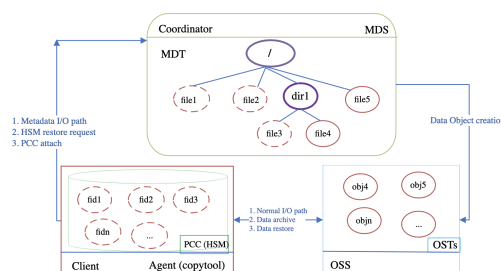 Coordinator MDS
MDT
/
file1
file2
dir1
file5
file3
file4
1. Metadata I/O path
2. HSM restore request
3. PCC attach
Data Object creation
fid1
fid2
fid3
fidn
...
PCC (HSM)
Client Agent (copytool)
1. Normal I/O path
2. Data archive
3. Data restore
obj4
obj5
objn
...
OSTs
OSS